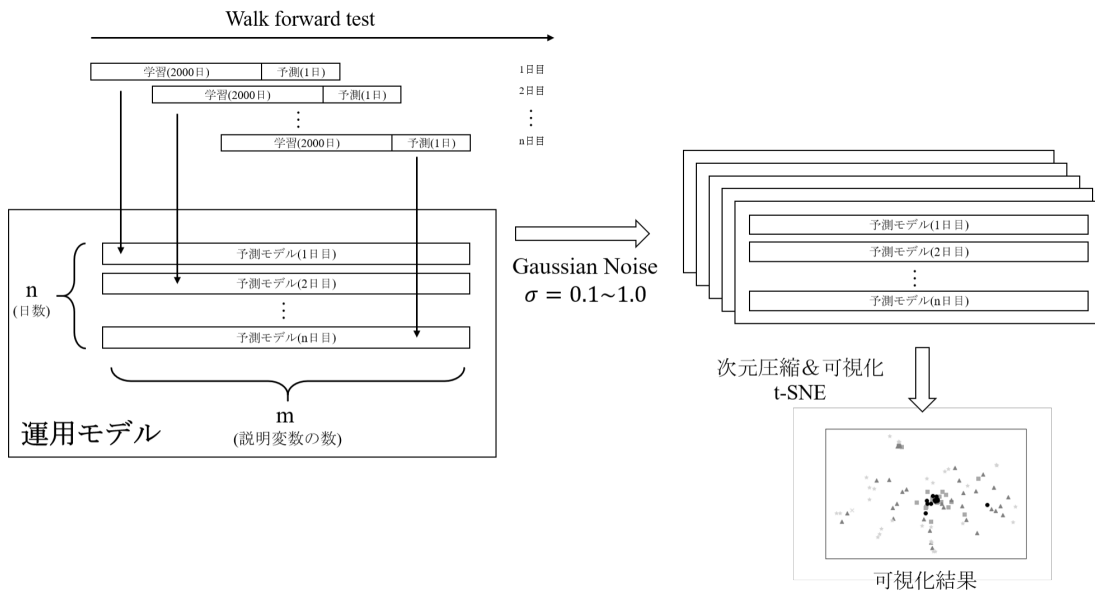 Walk forward test
学習(2000日) 予測(1日) 1日目
学習(2000日) 予測(1日) 2日目
⋮ ⋮
学習(2000日) 予測(1日) n日目
予測モデル(1日目)
予測モデル(2日目)
⋮
予測モデル(n日目)
n
(日数)
m
(説明変数の数)
運用モデル
Gaussian Noise
σ = 0.1~1.0
予測モデル(1日目)
予測モデル(2日目)
⋮
予測モデル(n日目)
次元圧縮&可視化
t-SNE
可視化結果